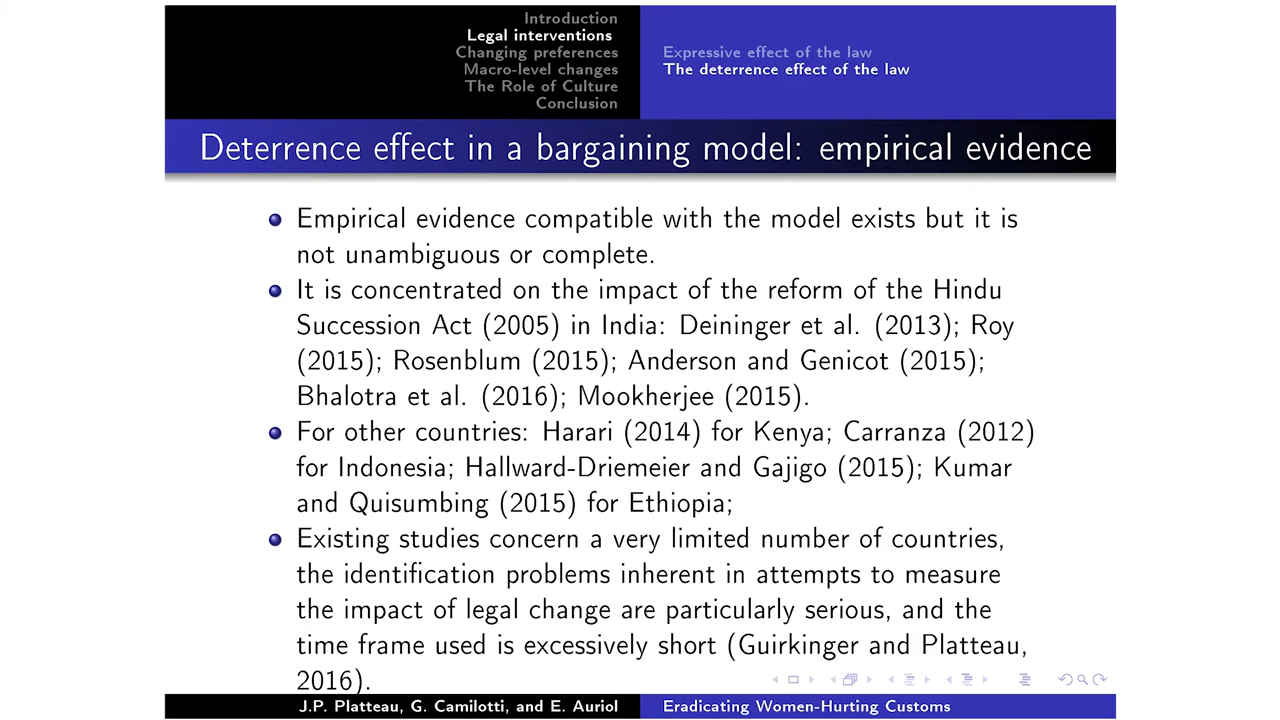 Introduction
Legal interventions
Changing preferences
Macro-level changes
The Role of Culture
Conclusion
Expressive effect of the law
The deterrence effect of the law
Deterrence effect in a bargaining model: empirical evidence
Empirical evidence compatible with the model exists but it is
not unambiguous or complete.
It is concentrated on the impact of the reform of the Hindu
Succession Act (2005) in India: Deininger et al. (2013); Roy
(2015); Rosenblum (2015); Anderson and Genicot (2015);
Bhalotra et al. (2016); Mookherjee (2015).
For other countries: Harari (2014) for Kenya; Carranza (2012)
for Indonesia; Hallward-Driemeier and Gajigo (2015); Kumar
and Quisumbing (2015) for Ethiopia;
Existing studies concern a very limited number of countries,
the identification problems inherent in attempts to measure
the impact of legal change are particularly serious, and the
time frame used is excessively short (Guirkinger and Platteau,
2016).
J.P. Platteau, G. Camilotti, and E. Auriol
Eradicating Women-Hurting Customs